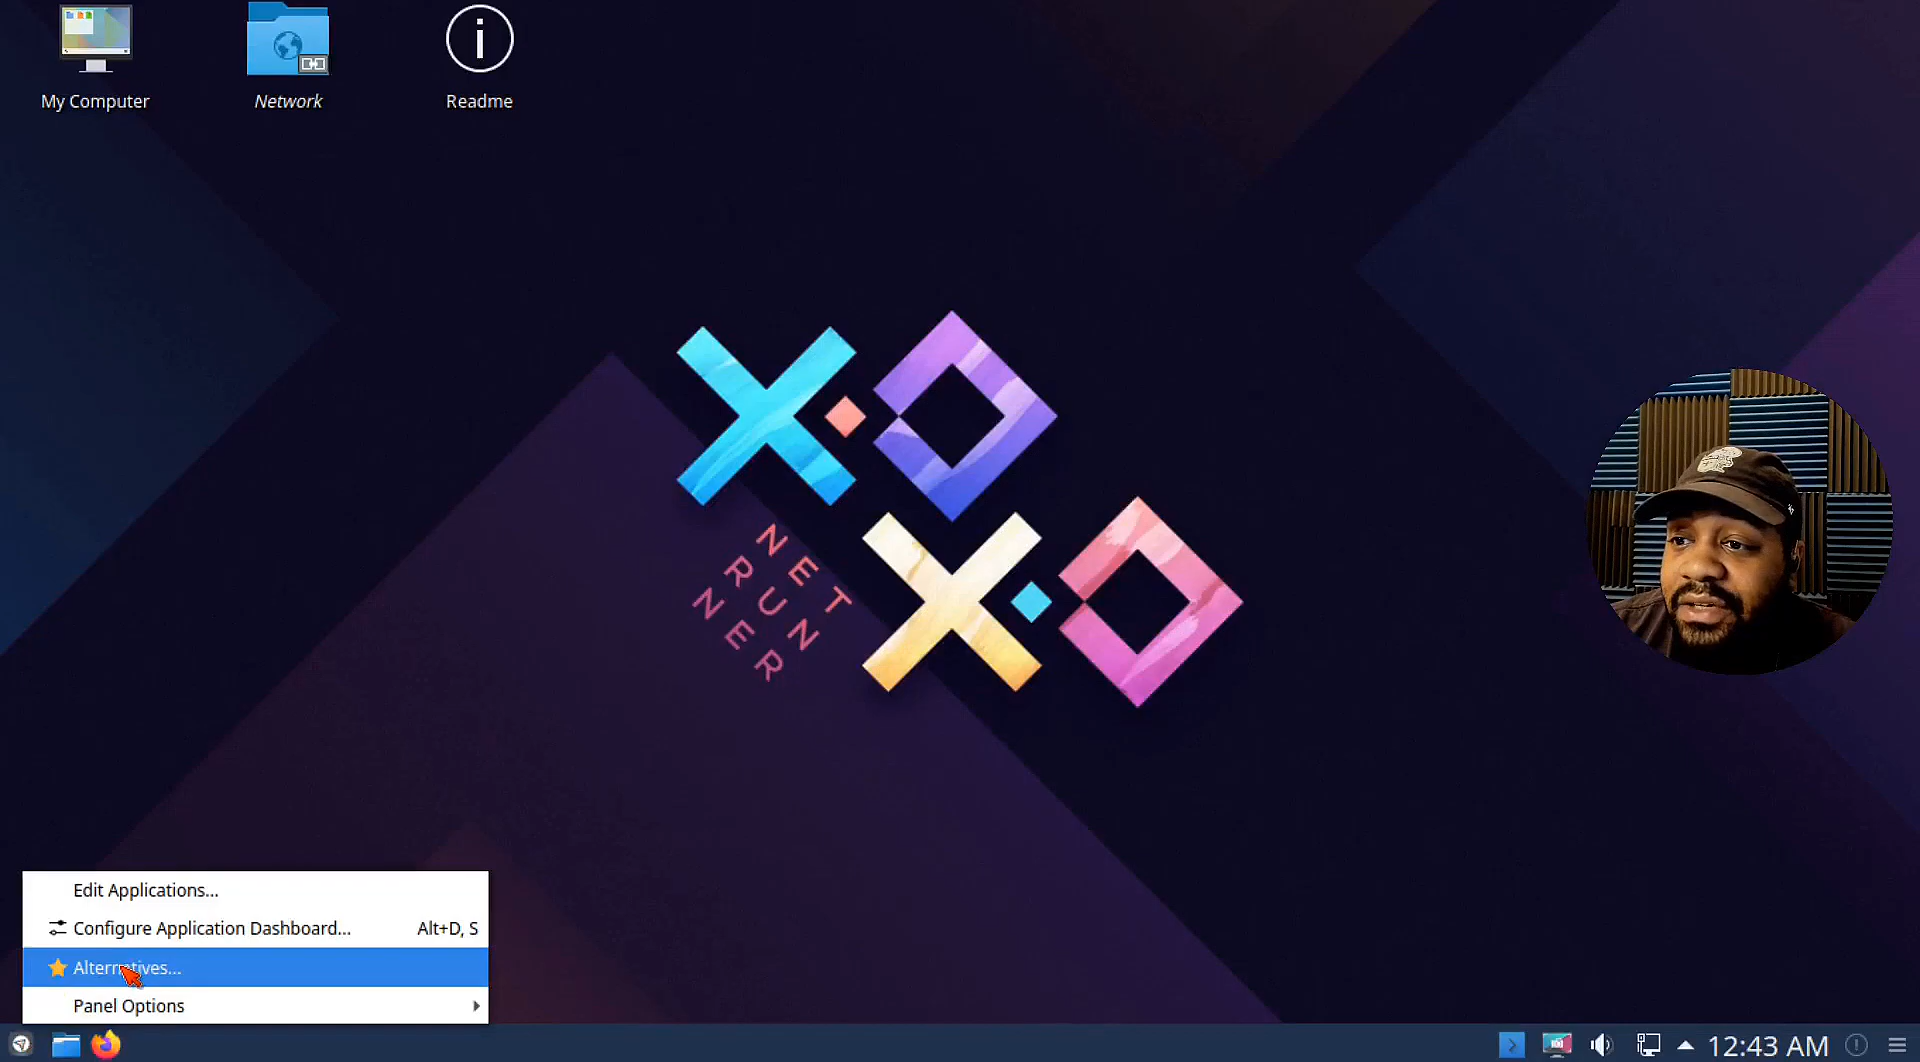 My Computer
Network
Readme
NET
RUN
NER
Edit Applications...
Configure Application Dashboard... Alt+D, S
Alternatives...
Panel Options
12:43 AM